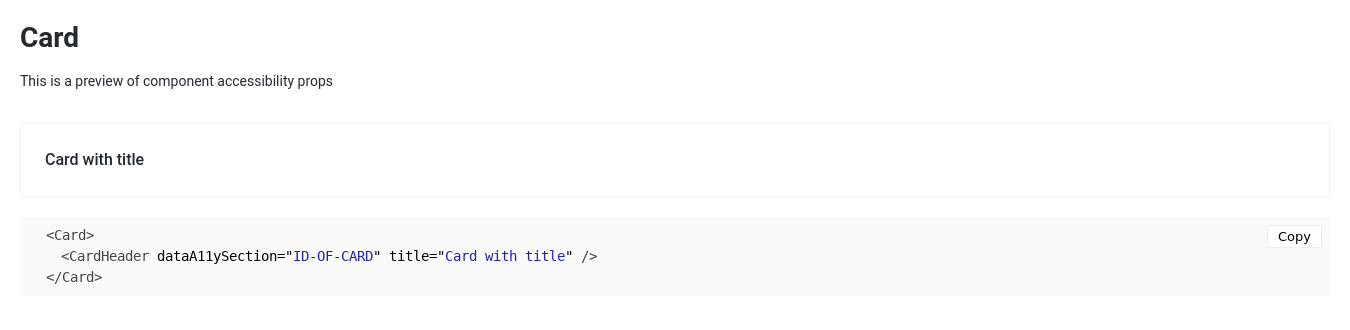 Card
This is a preview of component accessibility props
Card with title
<Card>
<CardHeader dataA11ySection="ID-OF-CARD" title="Card with title" />
</Card>
Copy